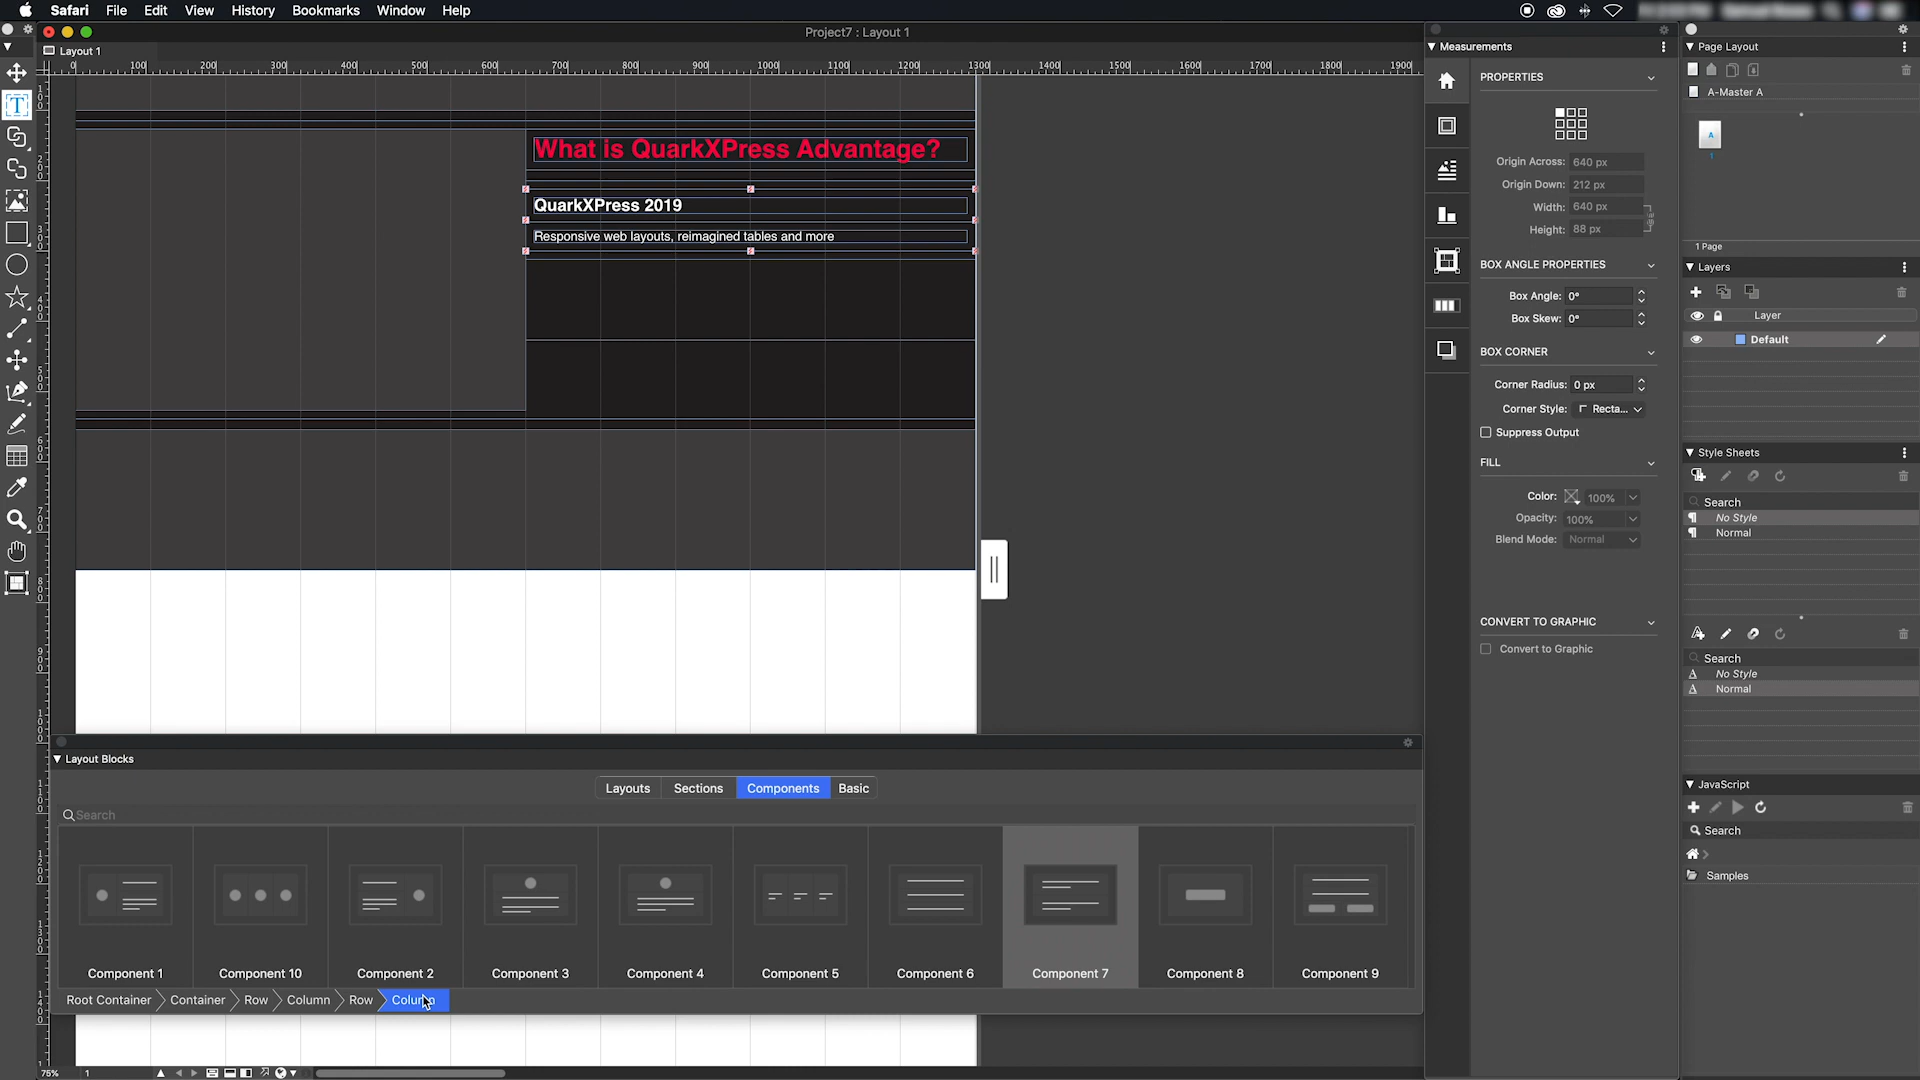 Safari File Edit View History Bookmarks Window Help
Project7 : Layout 1
Layout 1
0 100 200 300 400 500 600 700 800 900 1000 1100 1200 1300 1400 1500 1600 1700 1800 1900
What is QuarkXPress Advantage?
QuarkXPress 2019
Responsive web layouts, reimagined tables and more
Measurements
PROPERTIES
Origin Across: 640 px
Origin Down: 212 px
Width: 640 px
Height: 88 px
BOX ANGLE PROPERTIES
Box Angle: 0°
Box Skew: 0°
BOX CORNER
Corner Radius: 0 px
Corner Style: Recta...
Suppress Output
FILL
Color: 100%
Opacity: 100%
Blend Mode: Normal
CONVERT TO GRAPHIC
Convert to Graphic
Page Layout
A-Master A
A
1
1 Page
Layers
Layer
Default
Style Sheets
Search
No Style
Normal
Search
No Style
Normal
JavaScript
Search
Samples
Layout Blocks
Layouts Sections Components Basic
Search
Component 1 Component 10 Component 2 Component 3 Component 4 Component 5 Component 6 Component 7 Component 8 Component 9
Root Container Container Row Column Row Column
75% 1